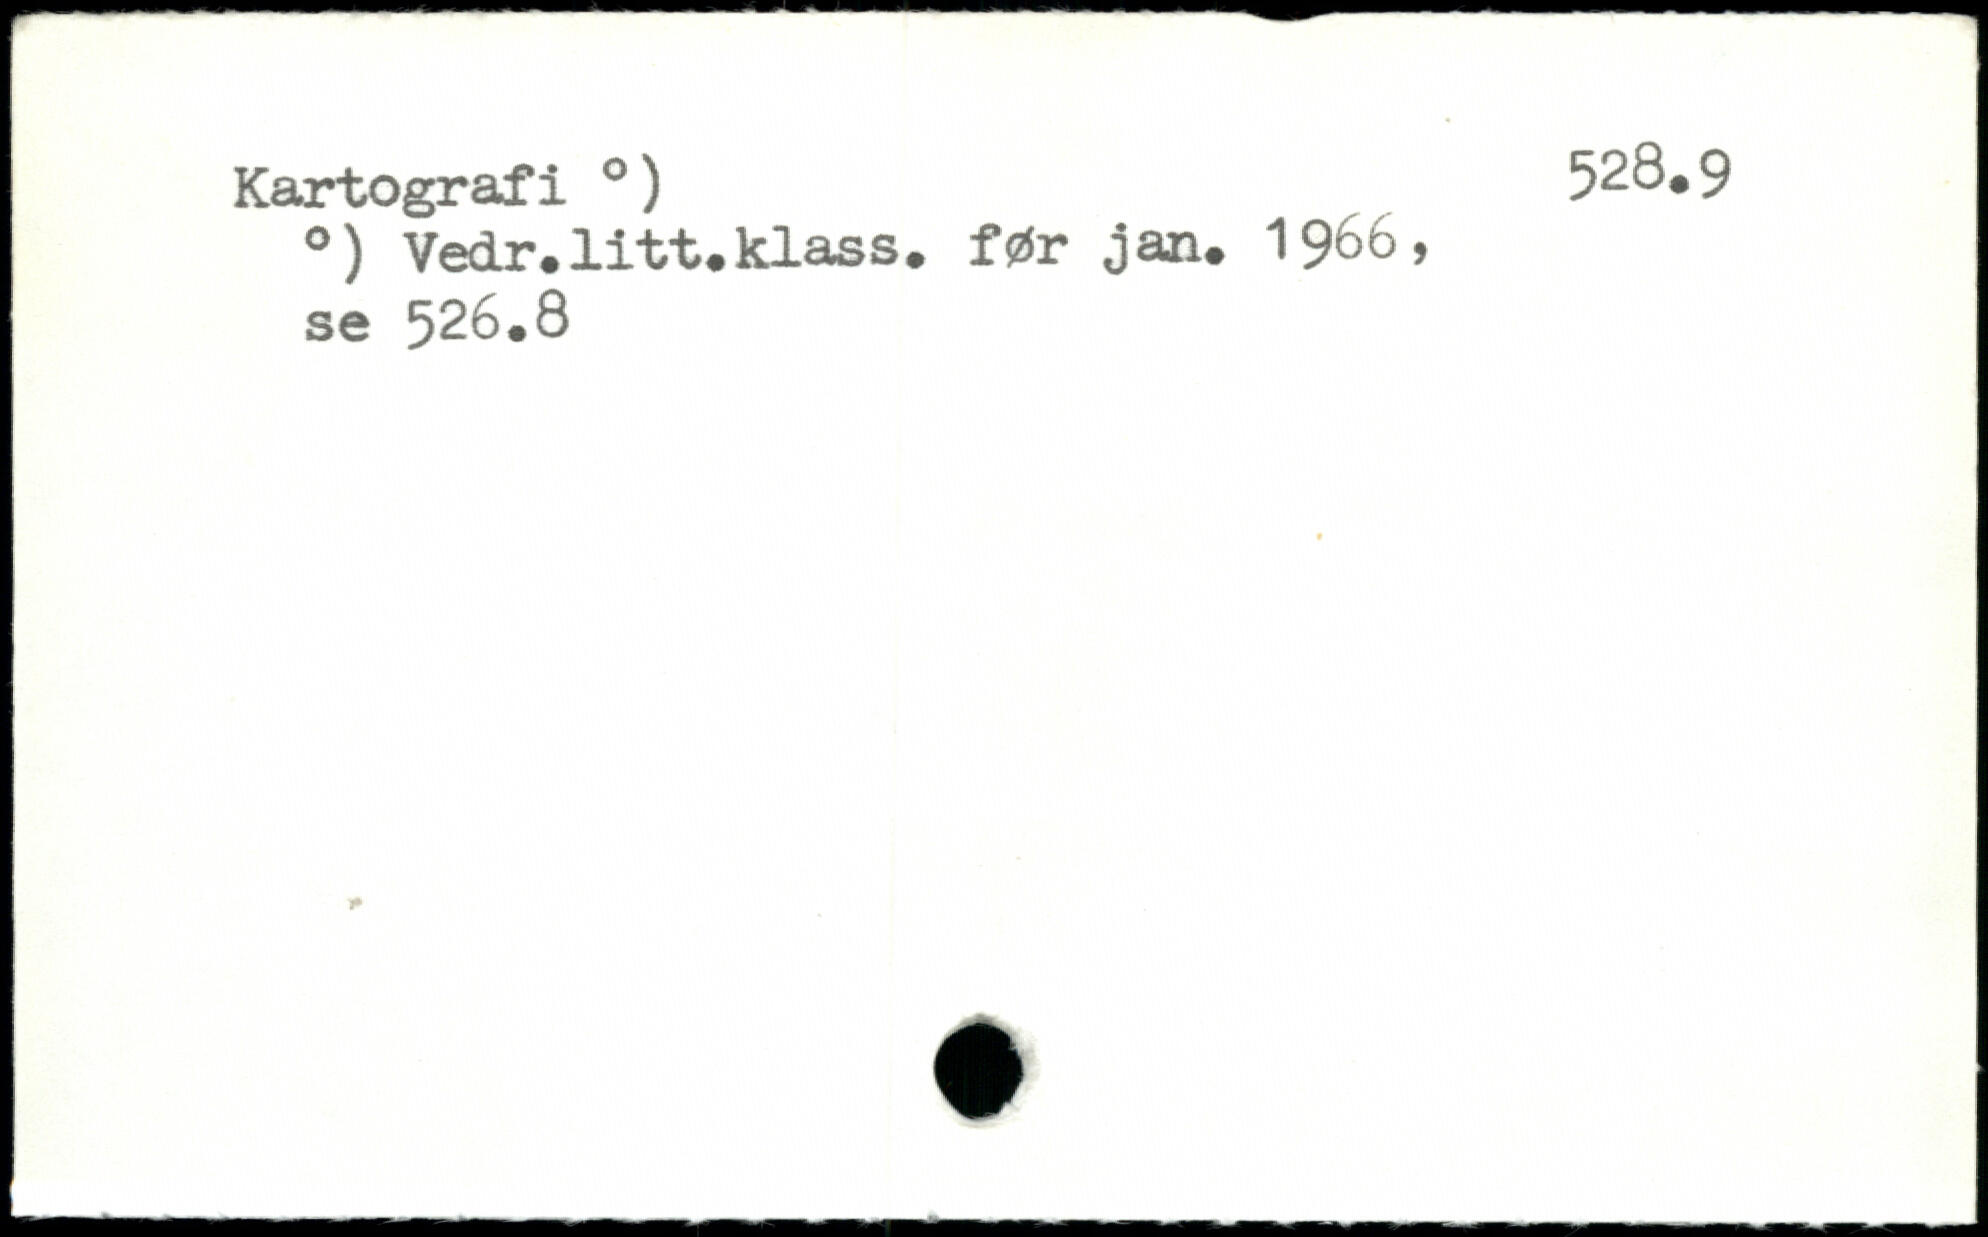 Kartografi °) 528.9
°) Vedr.litt.klass. før jan. 1966,
se 526.8